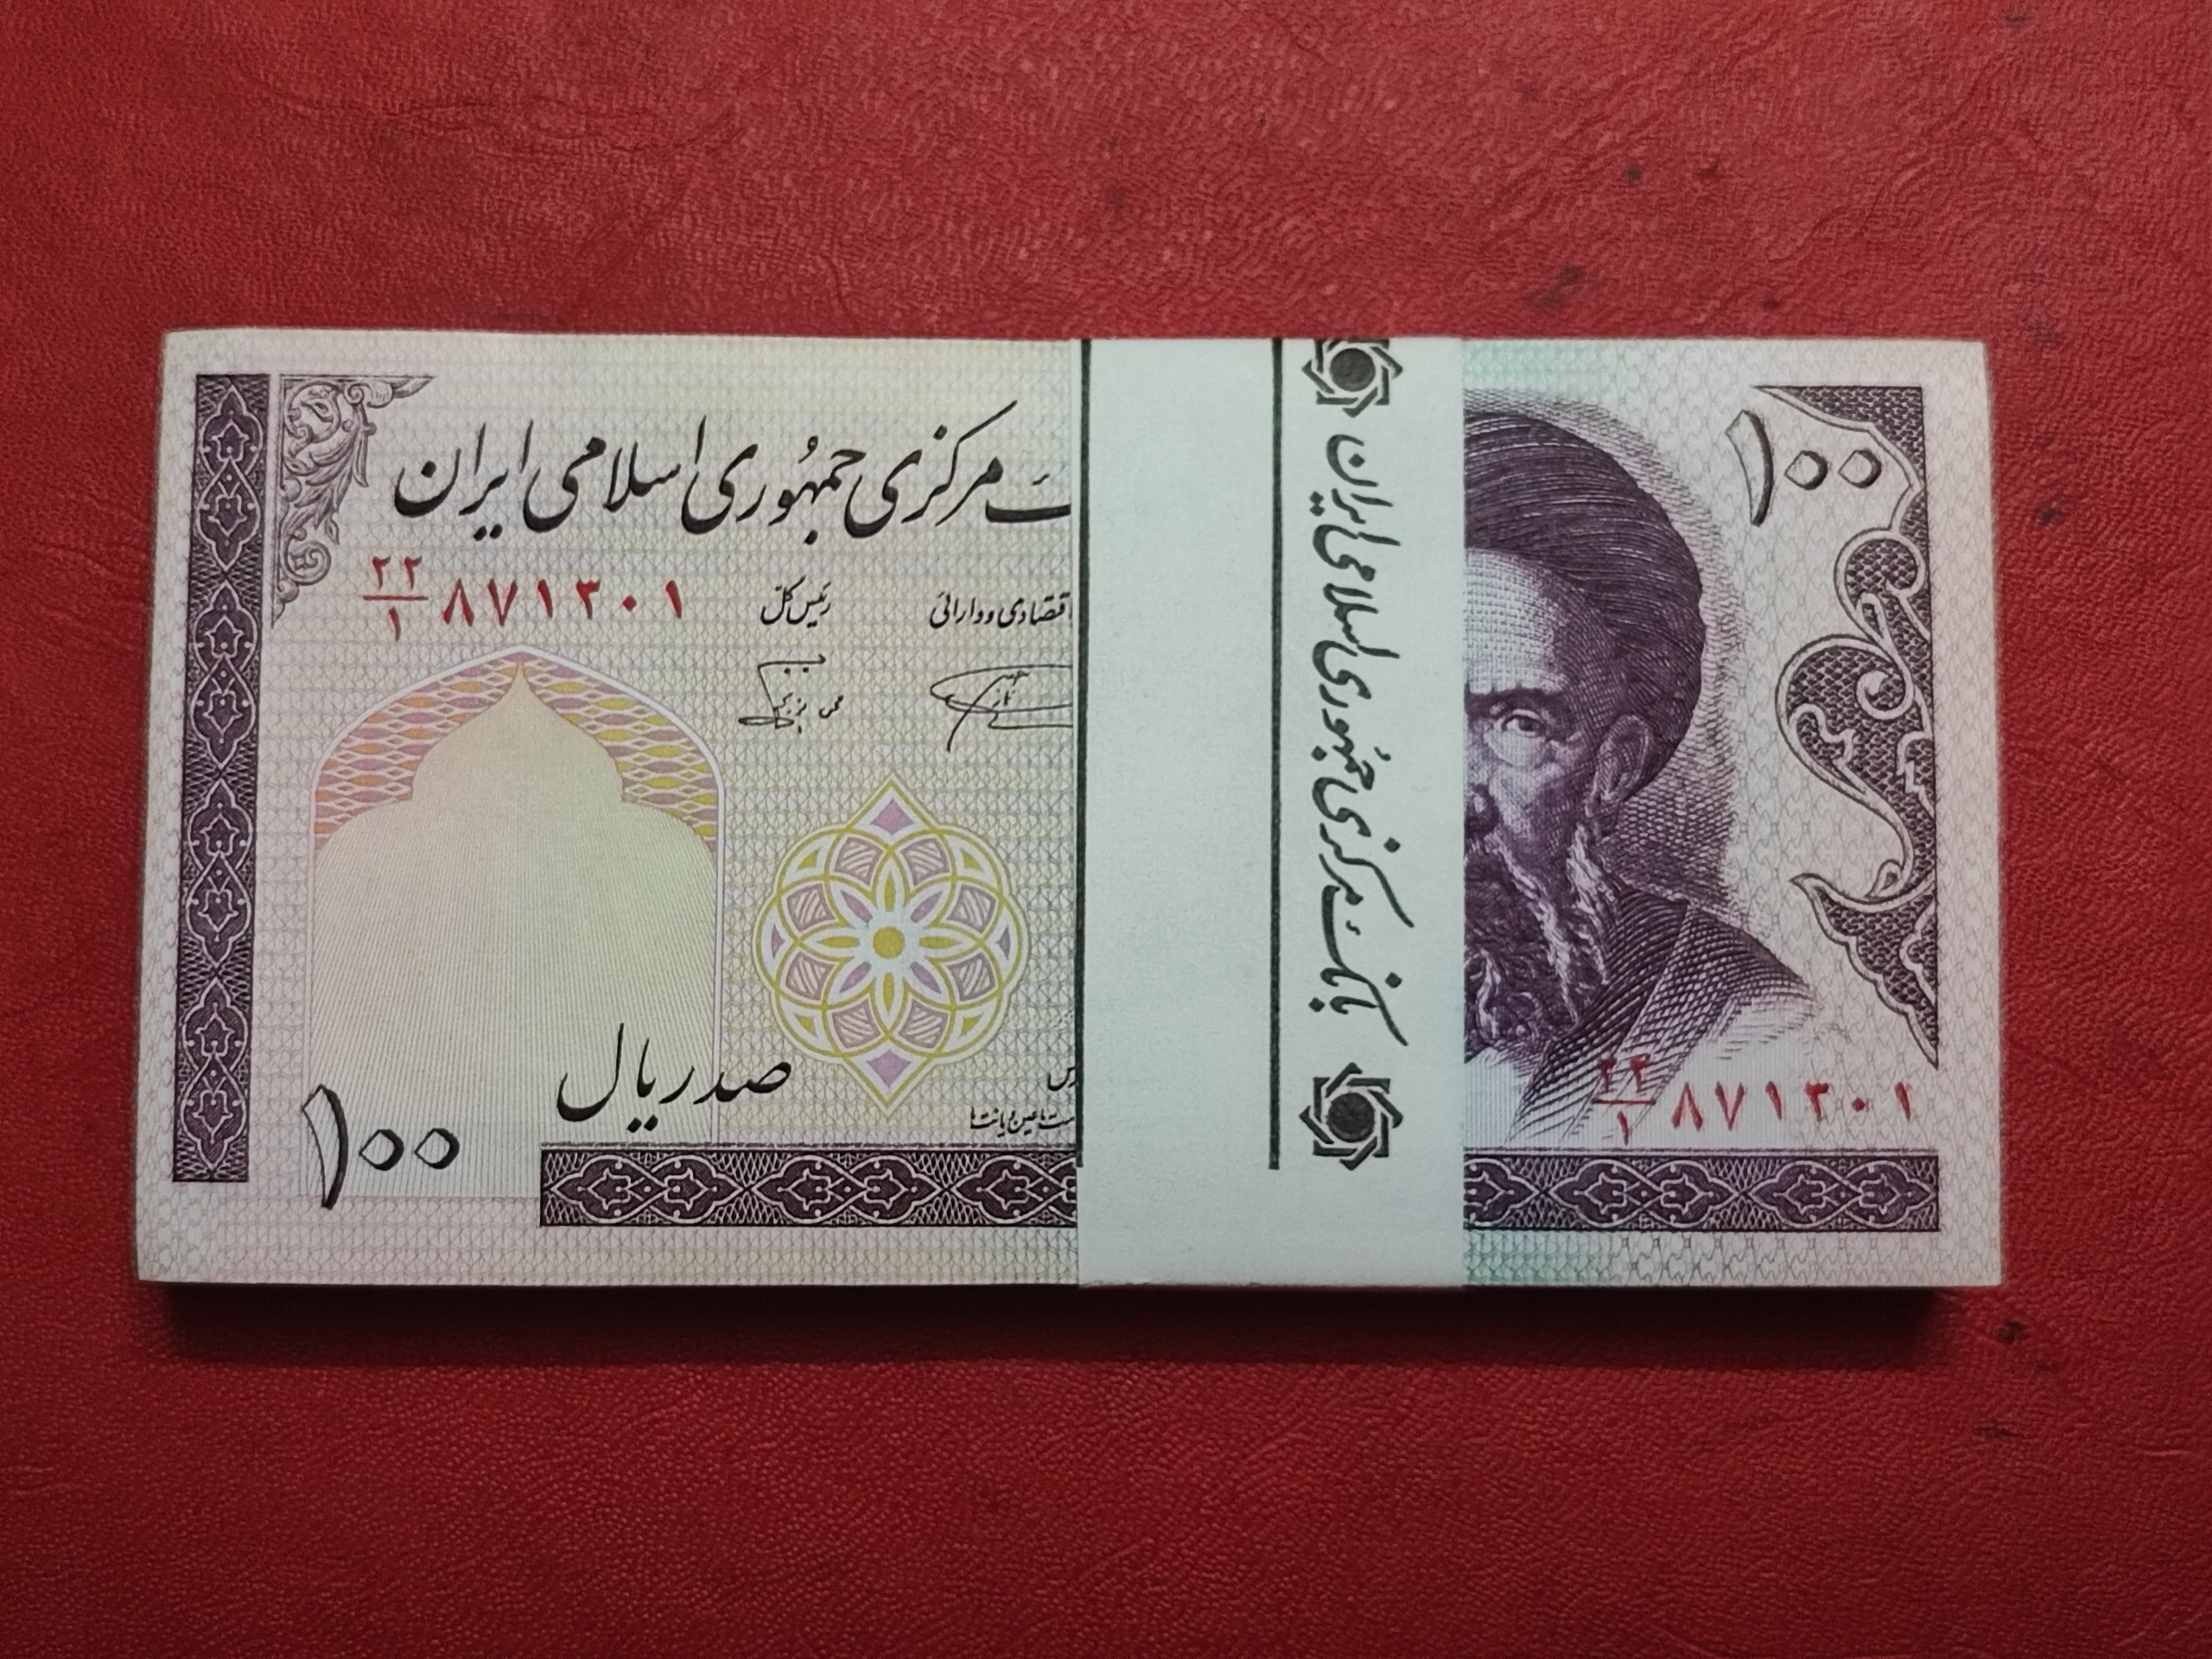 بانک مرکزی جمهوری اسلامی ایران
ـک مرکزی جمهوری اسلامی ایران
۱۰۰
۲۲/۱ ۸۷۱۳۰۱
اقتصادی و دارائی
رئیس کل
صد ریال
۱۰۰
۲۲/۱ ۸۷۱۳۰۱